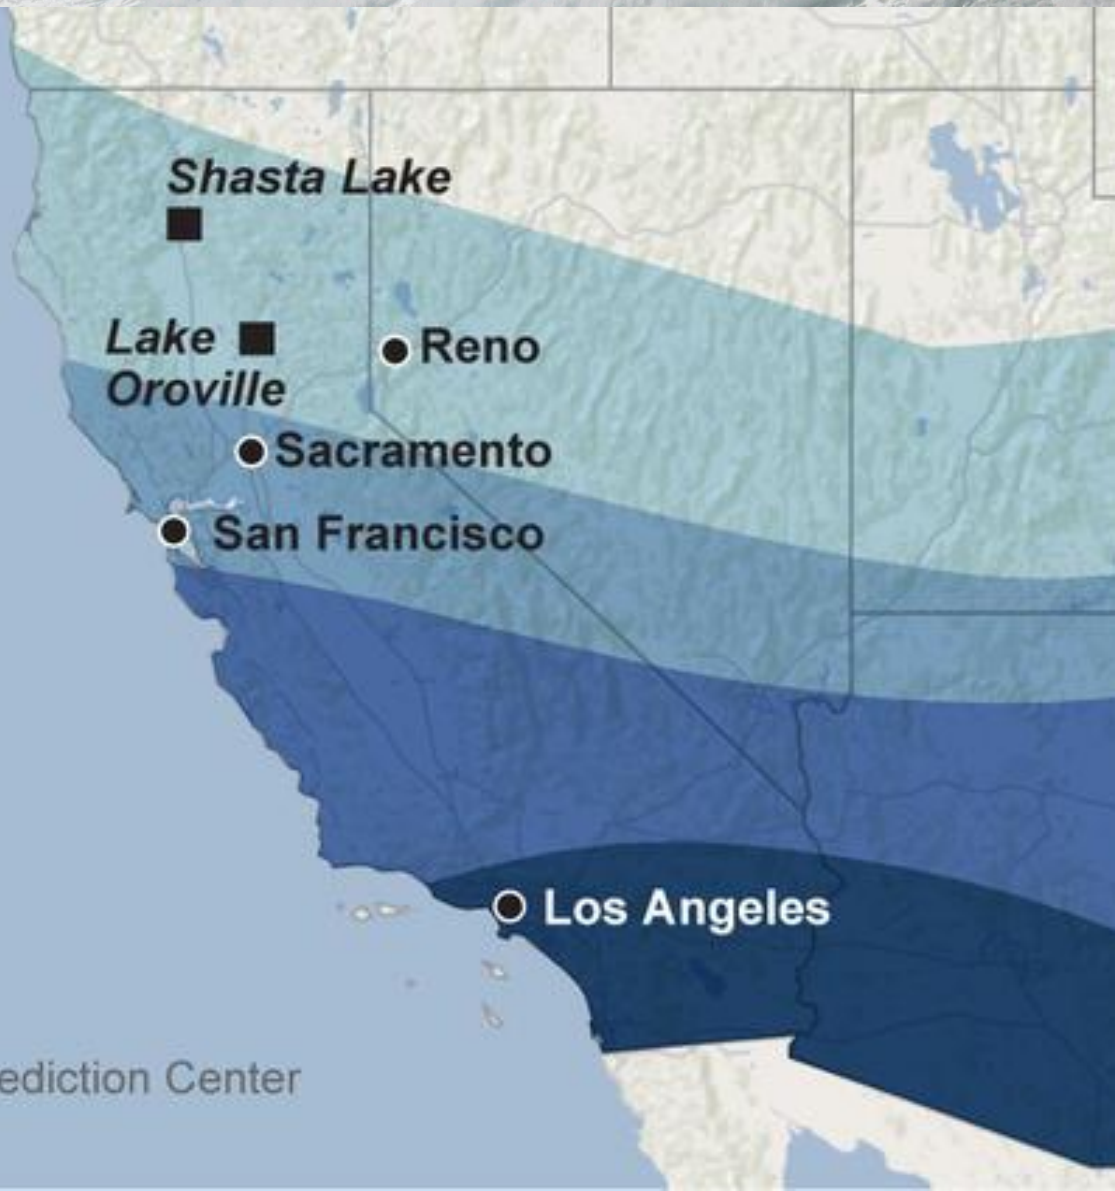 Shasta Lake
Lake
Oroville
Reno
Sacramento
San Francisco
Los Angeles
ediction Center